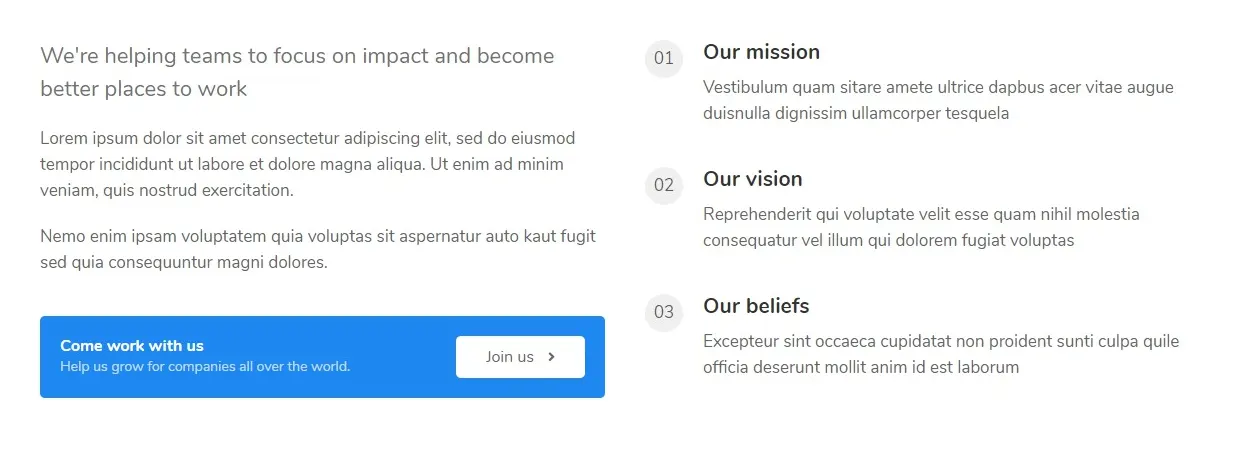 We're helping teams to focus on impact and become
better places to work
Lorem ipsum dolor sit amet consectetur adipiscing elit, sed do eiusmod
tempor incididunt ut labore et dolore magna aliqua. Ut enim ad minim
veniam, quis nostrud exercitation.
Nemo enim ipsam voluptatem quia voluptas sit aspernatur auto kaut fugit
sed quia consequuntur magni dolores.
Come work with us
Help us grow for companies all over the world.
Join us
01
Our mission
Vestibulum quam sitare amete ultrice dapbus acer vitae augue
duisnulla dignissim ullamcorper tesquela
02
Our vision
Reprehenderit qui voluptate velit esse quam nihil molestia
consequatur vel illum qui dolorem fugiat voluptas
03
Our beliefs
Excepteur sint occaeca cupidatat non proident sunti culpa quile
officia deserunt mollit anim id est laborum